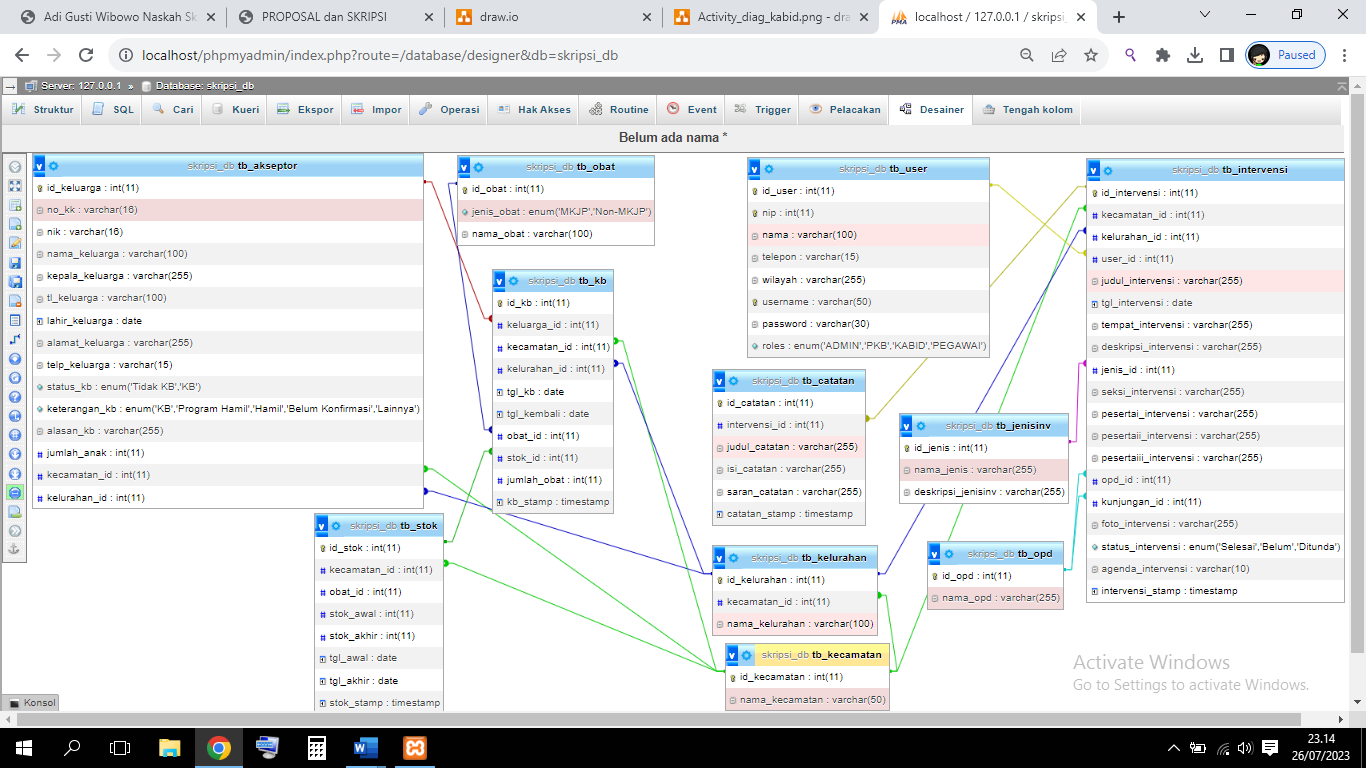 Adi Gusti Wibowo Naskah Sk
PROPOSAL dan SKRIPSI
draw.io
Activity_diag_kabid.png - dra
localhost / 127.0.0.1 / skripsi_
localhost/phpmyadmin/index.php?route=/database/designer&db=skripsi_db
Paused
Server: 127.0.0.1 » Database: skripsi_db
Struktur
SQL
Cari
Kueri
Ekspor
Impor
Operasi
Hak Akses
Routine
Event
Trigger
Pelacakan
Desainer
Tengah kolom
Belum ada nama *
skripsi_db tb_akseptor
id_keluarga : int(11)
no_kk : varchar(16)
nik : varchar(16)
nama_keluarga : varchar(100)
kepala_keluarga : varchar(255)
tl_keluarga : varchar(100)
lahir_keluarga : date
alamat_keluarga : varchar(255)
telp_keluarga : varchar(15)
status_kb : enum('Tidak KB','KB')
keterangan_kb : enum('KB','Program Hamil','Hamil','Belum Konfirmasi','Lainnya')
alasan_kb : varchar(255)
jumlah_anak : int(11)
kecamatan_id : int(11)
kelurahan_id : int(11)
skripsi_db tb_obat
id_obat : int(11)
jenis_obat : enum('MKJP','Non-MKJP')
nama_obat : varchar(100)
skripsi_db tb_kb
id_kb : int(11)
keluarga_id : int(11)
kecamatan_id : int(11)
kelurahan_id : int(11)
tgl_kb : date
tgl_kembali : date
obat_id : int(11)
stok_id : int(11)
jumlah_obat : int(11)
kb_stamp : timestamp
skripsi_db tb_stok
id_stok : int(11)
kecamatan_id : int(11)
obat_id : int(11)
stok_awal : int(11)
stok_akhir : int(11)
tgl_awal : date
tgl_akhir : date
stok_stamp : timestamp
skripsi_db tb_user
id_user : int(11)
nip : int(11)
nama : varchar(100)
telepon : varchar(15)
wilayah : varchar(255)
username : varchar(50)
password : varchar(30)
roles : enum('ADMIN','PKB','KABID','PEGAWAI')
skripsi_db tb_catatan
id_catatan : int(11)
intervensi_id : int(11)
judul_catatan : varchar(255)
isi_catatan : varchar(255)
saran_catatan : varchar(255)
catatan_stamp : timestamp
skripsi_db tb_jenisinv
id_jenis : int(11)
nama_jenis : varchar(255)
deskripsi_jenisinv : varchar(255)
skripsi_db tb_kelurahan
id_kelurahan : int(11)
kecamatan_id : int(11)
nama_kelurahan : varchar(100)
skripsi_db tb_opd
id_opd : int(11)
nama_opd : varchar(255)
skripsi_db tb_kecamatan
id_kecamatan : int(11)
nama_kecamatan : varchar(50)
skripsi_db tb_intervensi
id_intervensi : int(11)
kecamatan_id : int(11)
kelurahan_id : int(11)
user_id : int(11)
judul_intervensi : varchar(255)
tgl_intervensi : date
tempat_intervensi : varchar(255)
deskripsi_intervensi : varchar(255)
jenis_id : int(11)
seksi_intervensi : varchar(255)
pesertai_intervensi : varchar(255)
pesertaii_intervensi : varchar(255)
pesertaiii_intervensi : varchar(255)
opd_id : int(11)
kunjungan_id : int(11)
foto_intervensi : varchar(255)
status_intervensi : enum('Selesai','Belum','Ditunda')
agenda_intervensi : varchar(10)
intervensi_stamp : timestamp
Activate Windows
Go to Settings to activate Windows.
Konsol
23.14
26/07/2023